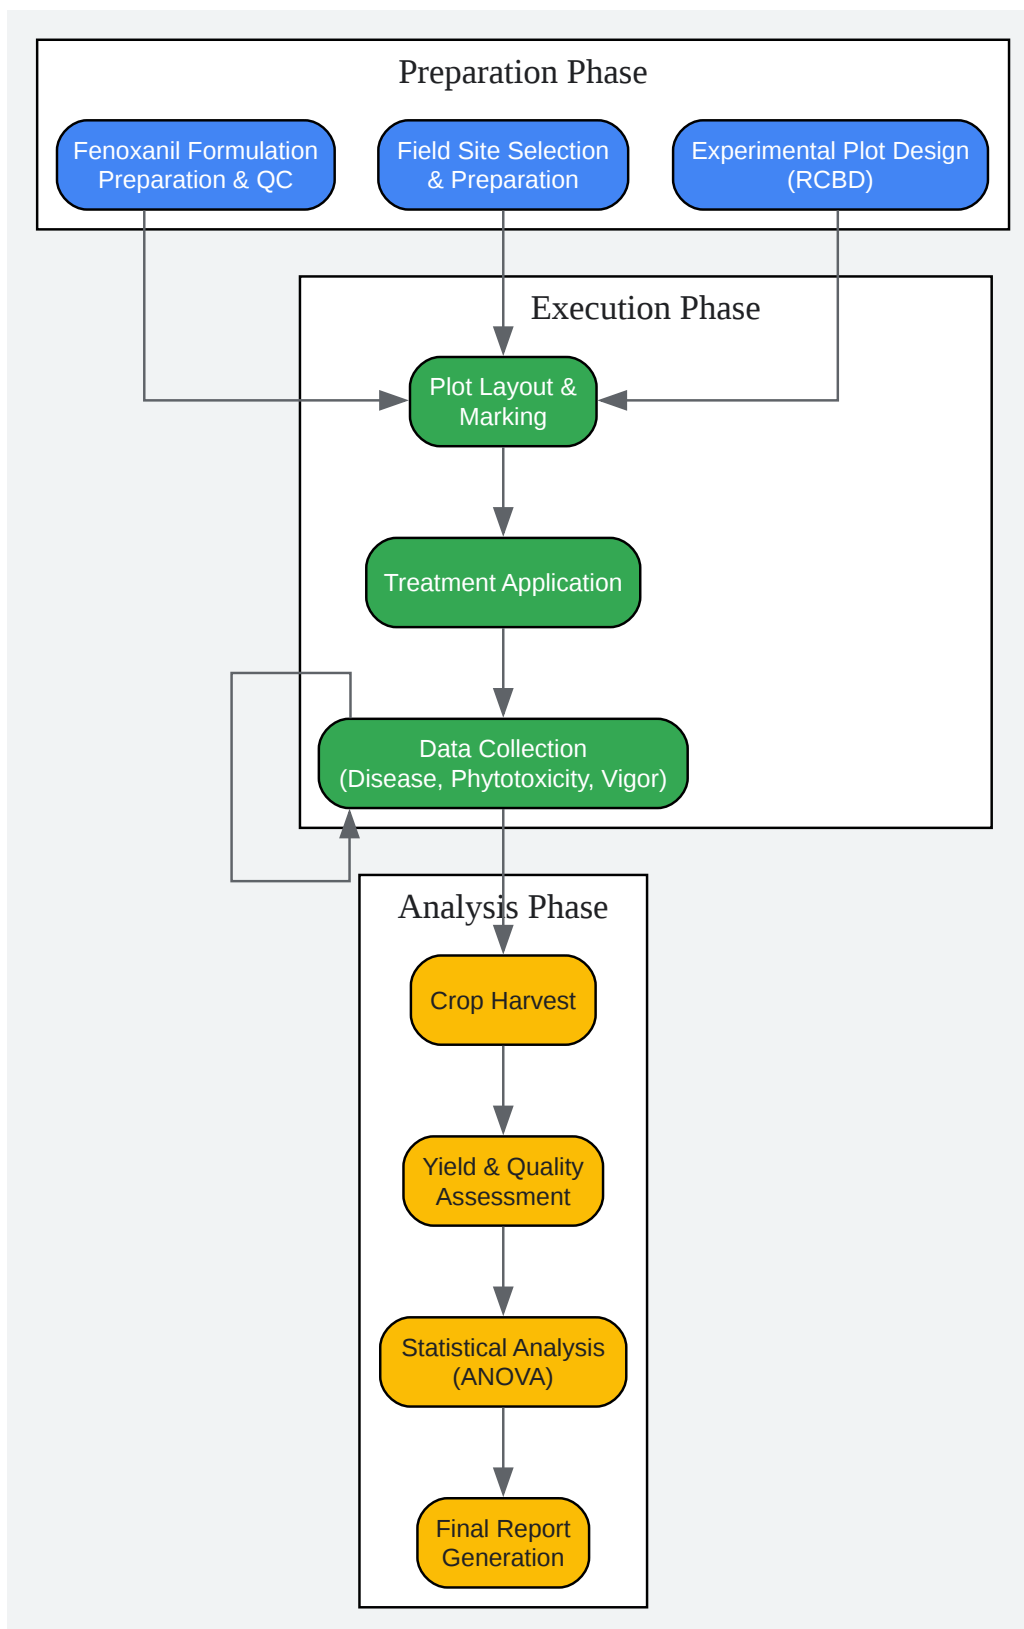 Preparation Phase
Fenoxanil Formulation
Preparation & QC
Field Site Selection
& Preparation
Experimental Plot Design
(RCBD)
Execution Phase
Plot Layout &
Marking
Treatment Application
Data Collection
(Disease, Phytotoxicity, Vigor)
Analysis Phase
Crop Harvest
Yield & Quality
Assessment
Statistical Analysis
(ANOVA)
Final Report
Generation